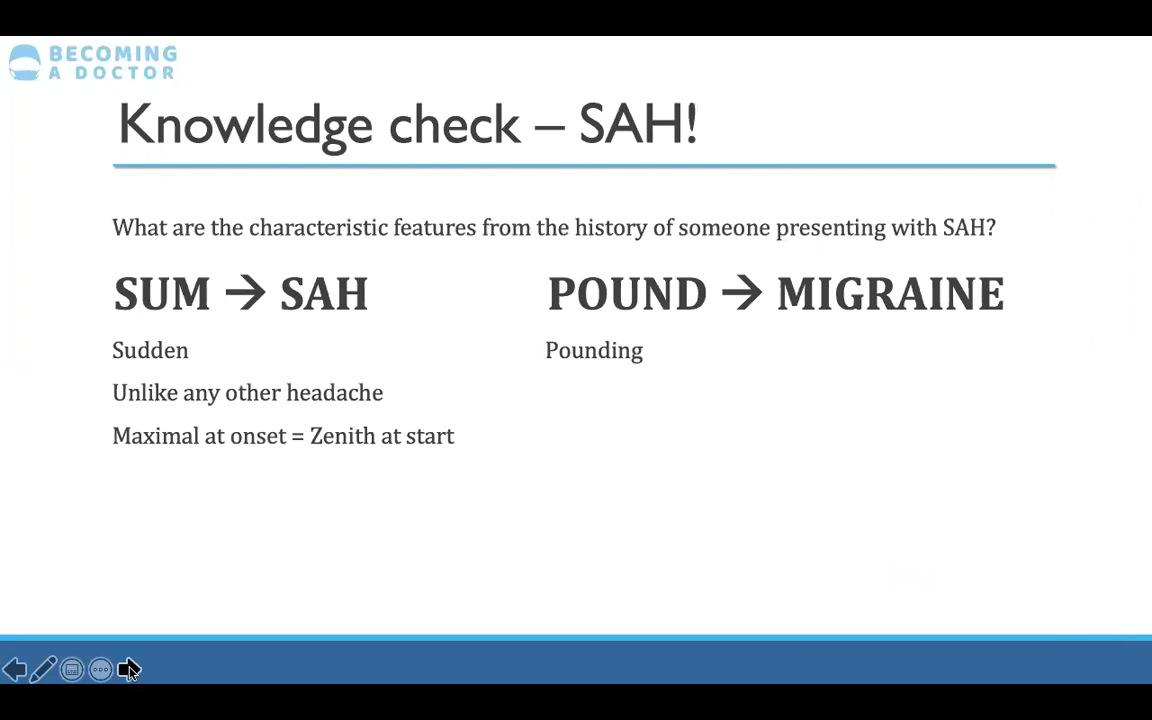 BECOMING
A DOCTOR
Knowledge check – SAH!
What are the characteristic features from the history of someone presenting with SAH?
SUM → SAH
Sudden
Unlike any other headache
Maximal at onset = Zenith at start
POUND → MIGRAINE
Pounding